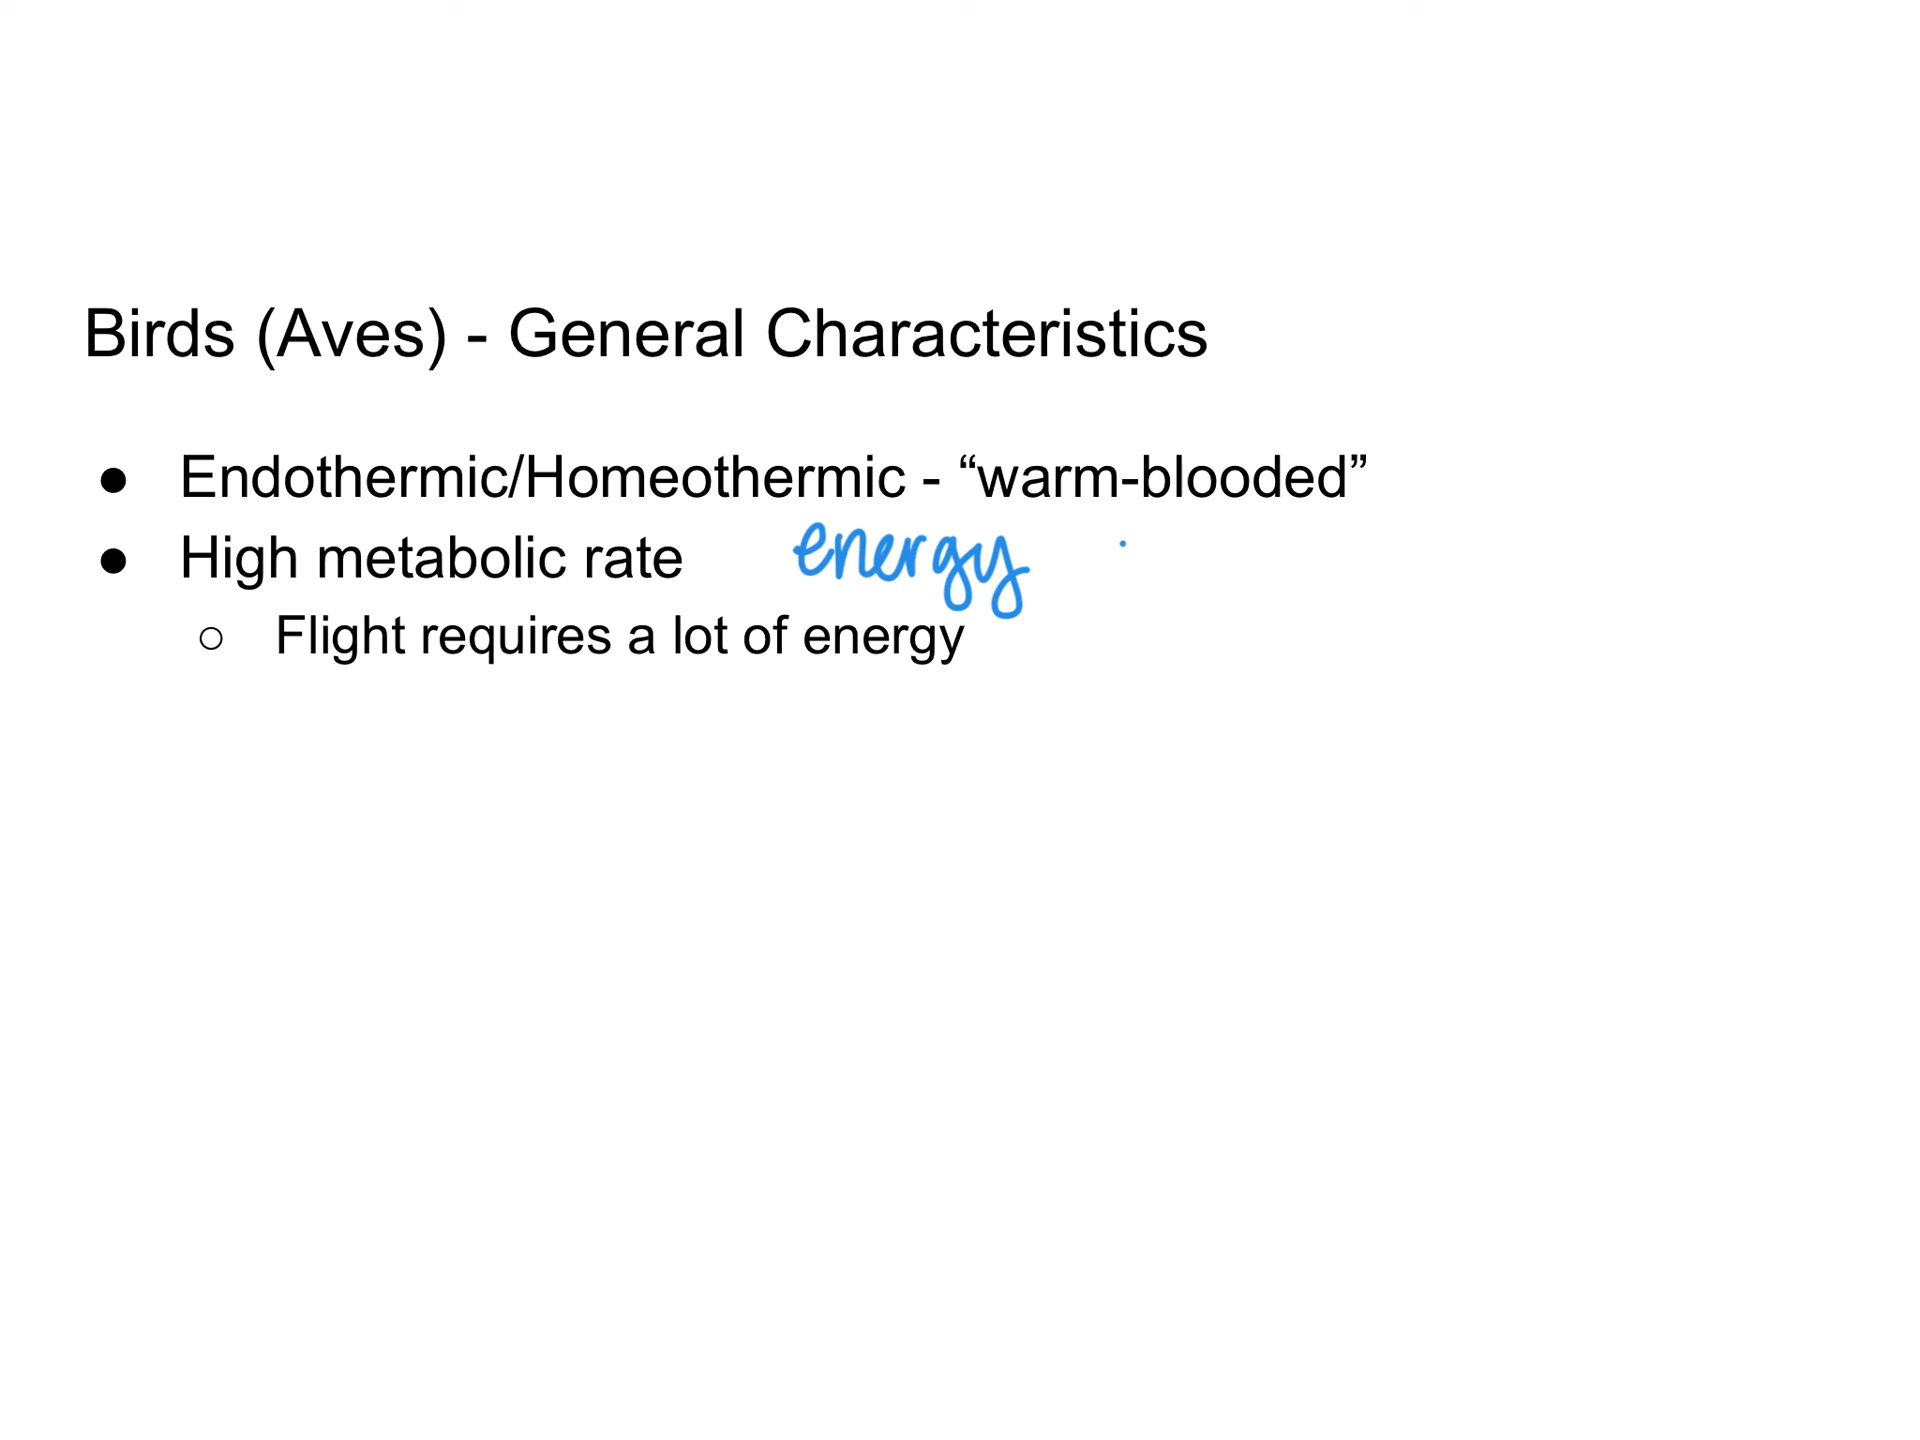 Birds (Aves) - General Characteristics
● Endothermic/Homeothermic - “warm-blooded”
● High metabolic rate energy
○ Flight requires a lot of energy